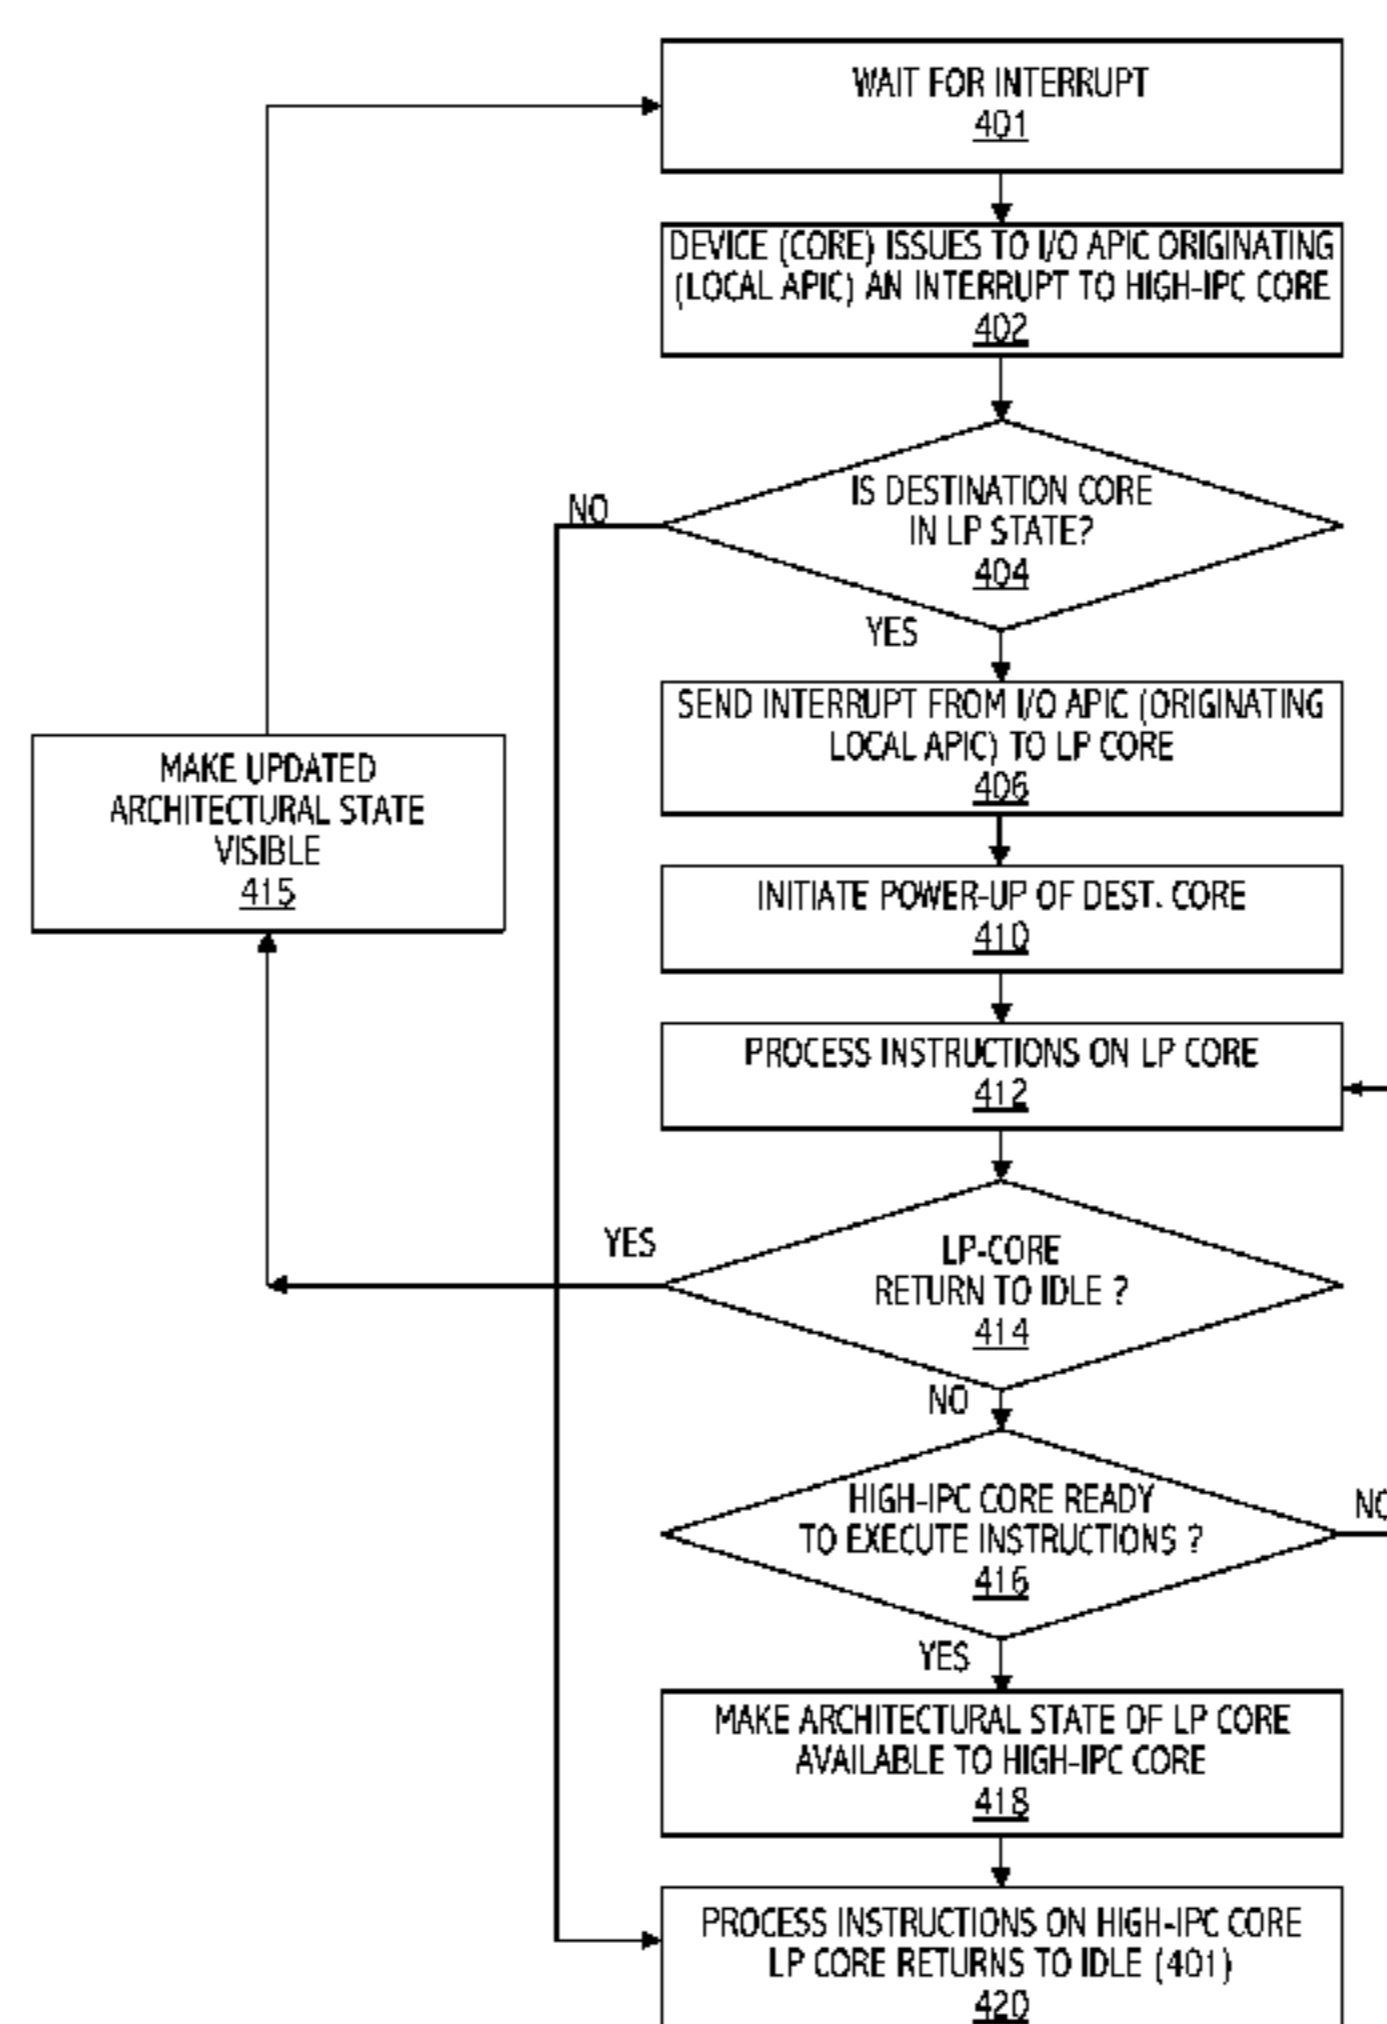 WAIT FOR INTERRUPT
401
DEVICE (CORE) ISSUES TO I/O APIC ORIGINATING
(LOCAL APIC) AN INTERRUPT TO HIGH-IPC CORE
402
IS DESTINATION CORE
IN LP STATE?
404
NO
YES
SEND INTERRUPT FROM I/O APIC (ORIGINATING
LOCAL APIC) TO LP CORE
406
MAKE UPDATED
ARCHITECTURAL STATE
VISIBLE
415
INITIATE POWER-UP OF DEST. CORE
410
PROCESS INSTRUCTIONS ON LP CORE
412
YES
LP-CORE
RETURN TO IDLE ?
414
NO
HIGH-IPC CORE READY
TO EXECUTE INSTRUCTIONS ?
416
NO
YES
MAKE ARCHITECTURAL STATE OF LP CORE
AVAILABLE TO HIGH-IPC CORE
418
PROCESS INSTRUCTIONS ON HIGH-IPC CORE
LP CORE RETURNS TO IDLE (401)
420